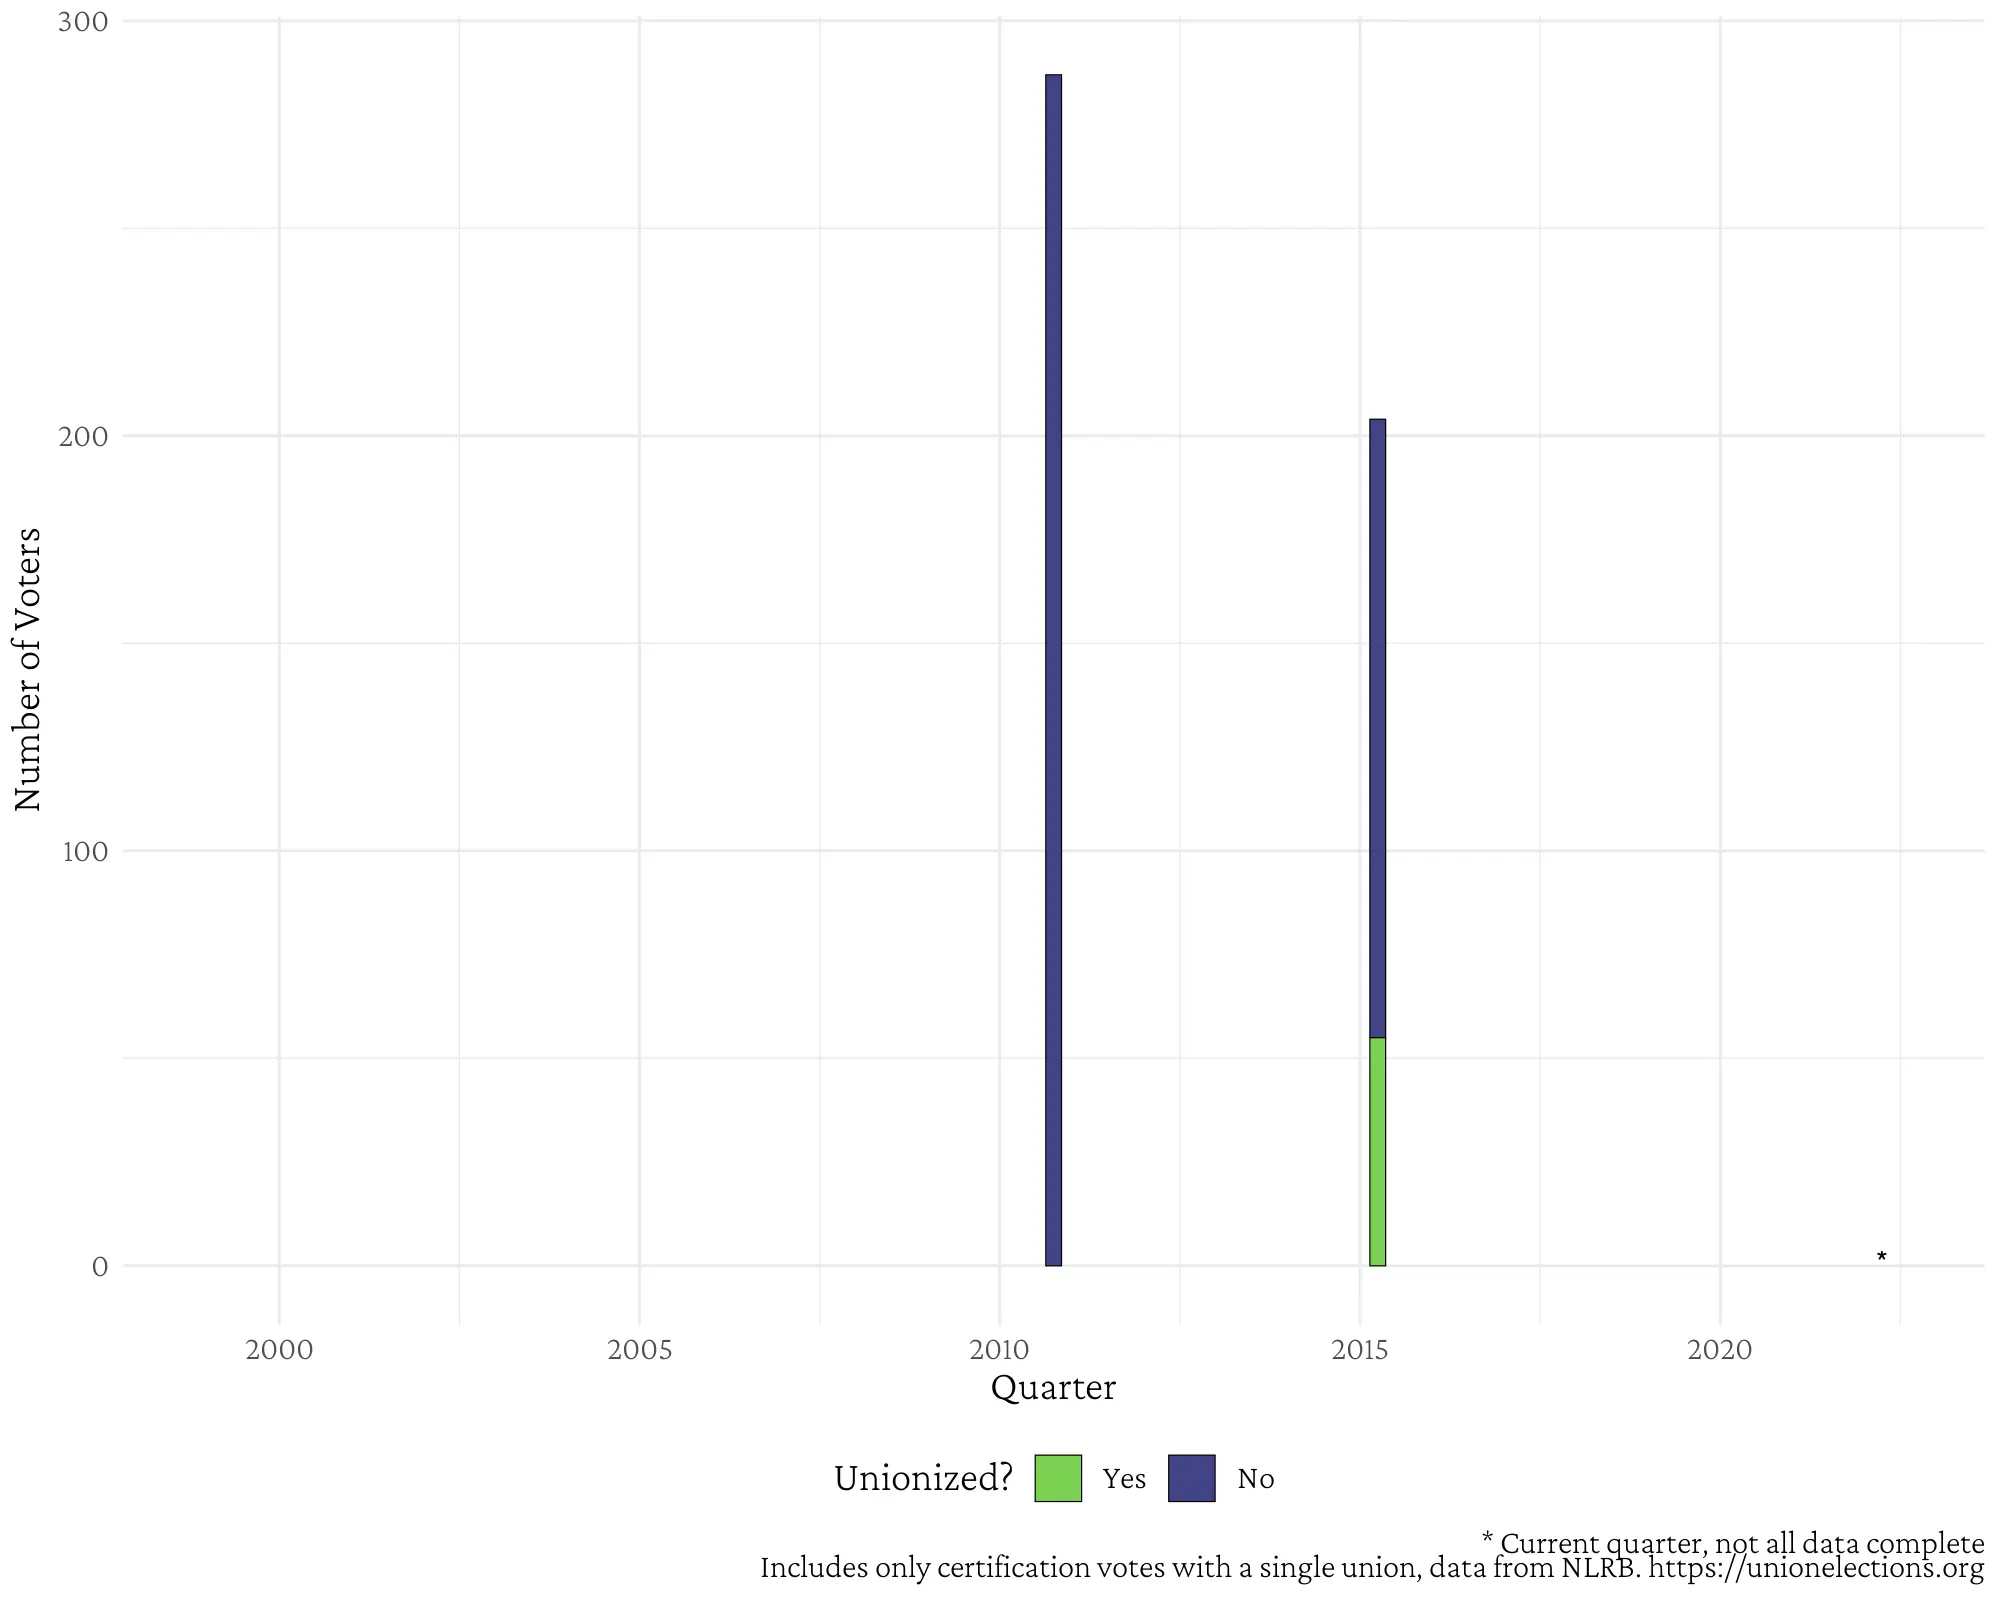 300
200
100
0
Number of Voters
*
2000 2005 2010 2015 2020
Quarter
Unionized? Yes No
* Current quarter, not all data complete
Includes only certification votes with a single union, data from NLRB. https://unionelections.org